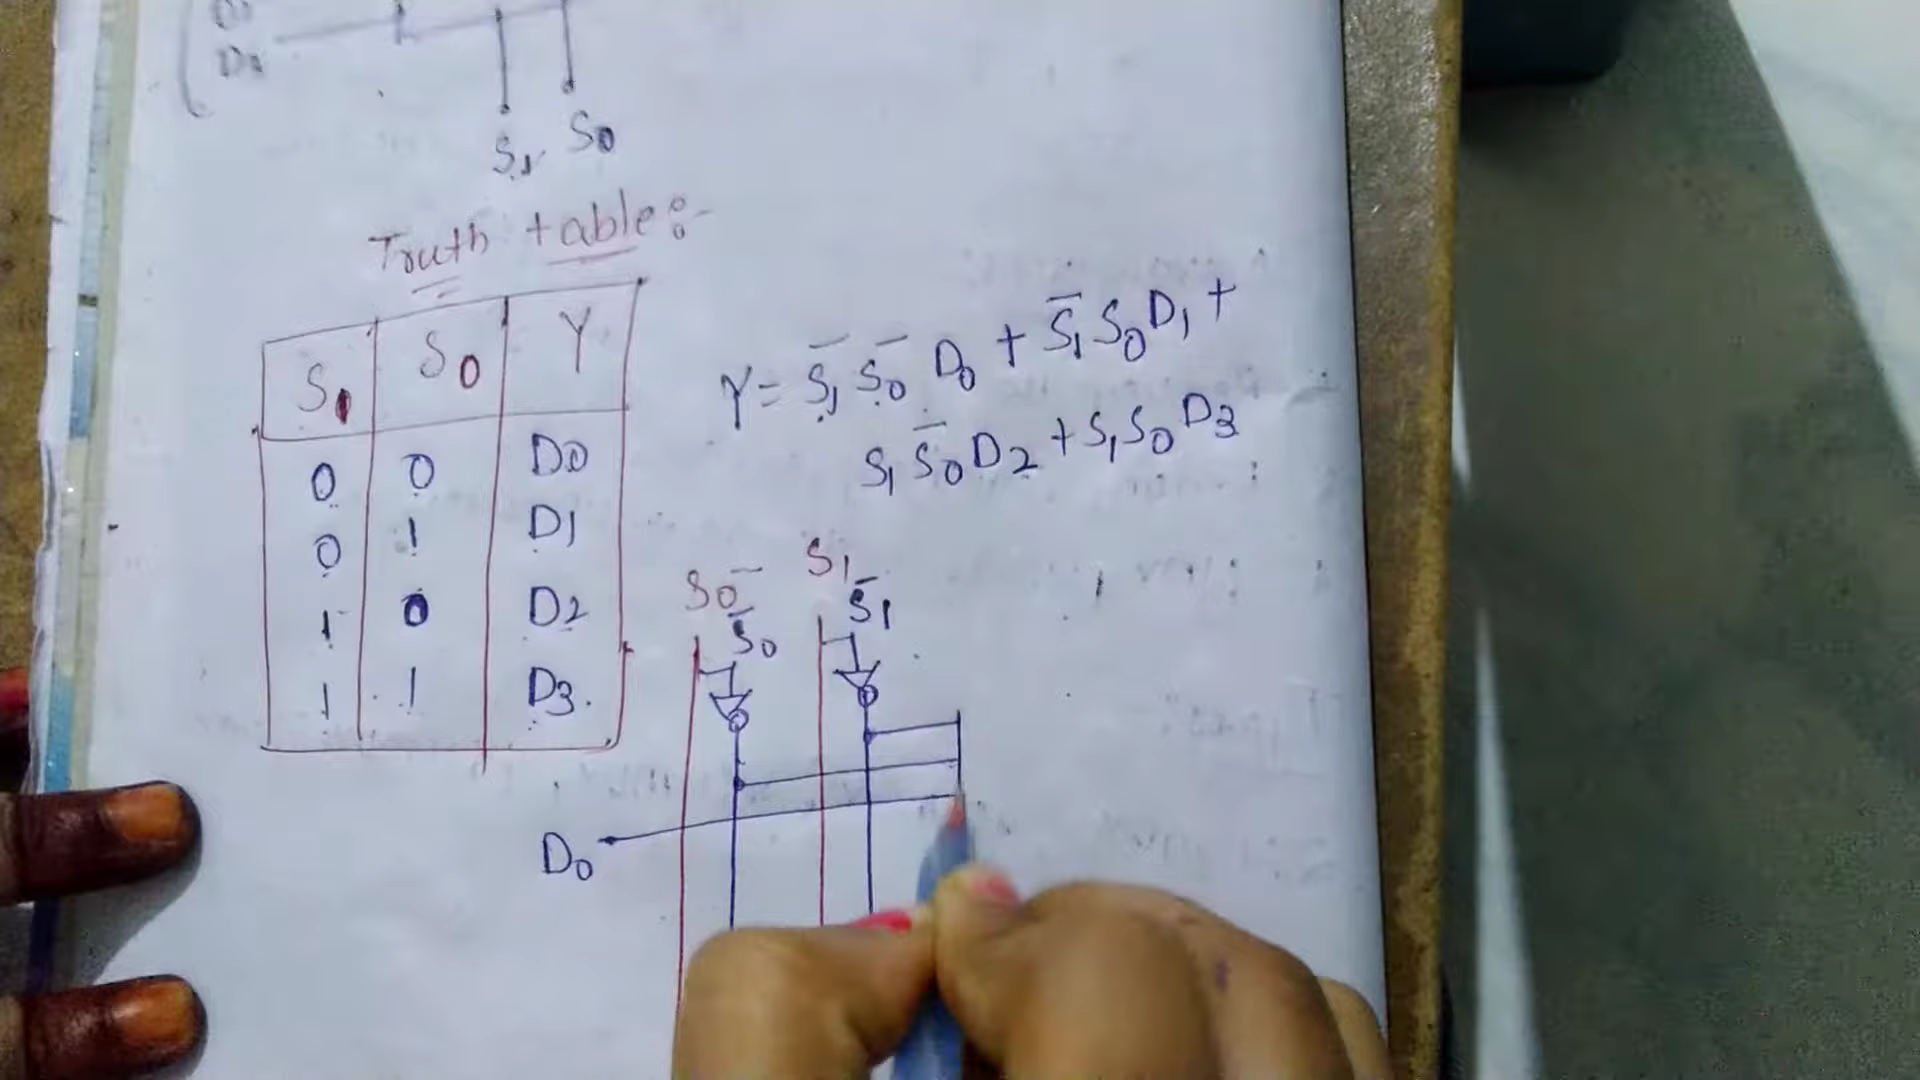 D1
S1 S0
Truth table:-
S1 S0 Y
0 0 D0
0 1 D1
1 0 D2
1 1 D3
Y = S̅1 S̅0 D0 + S̅1 S0 D1 +
S1 S̅0 D2 + S1 S0 D3
S0 S1
S̅0 S̅1
D0